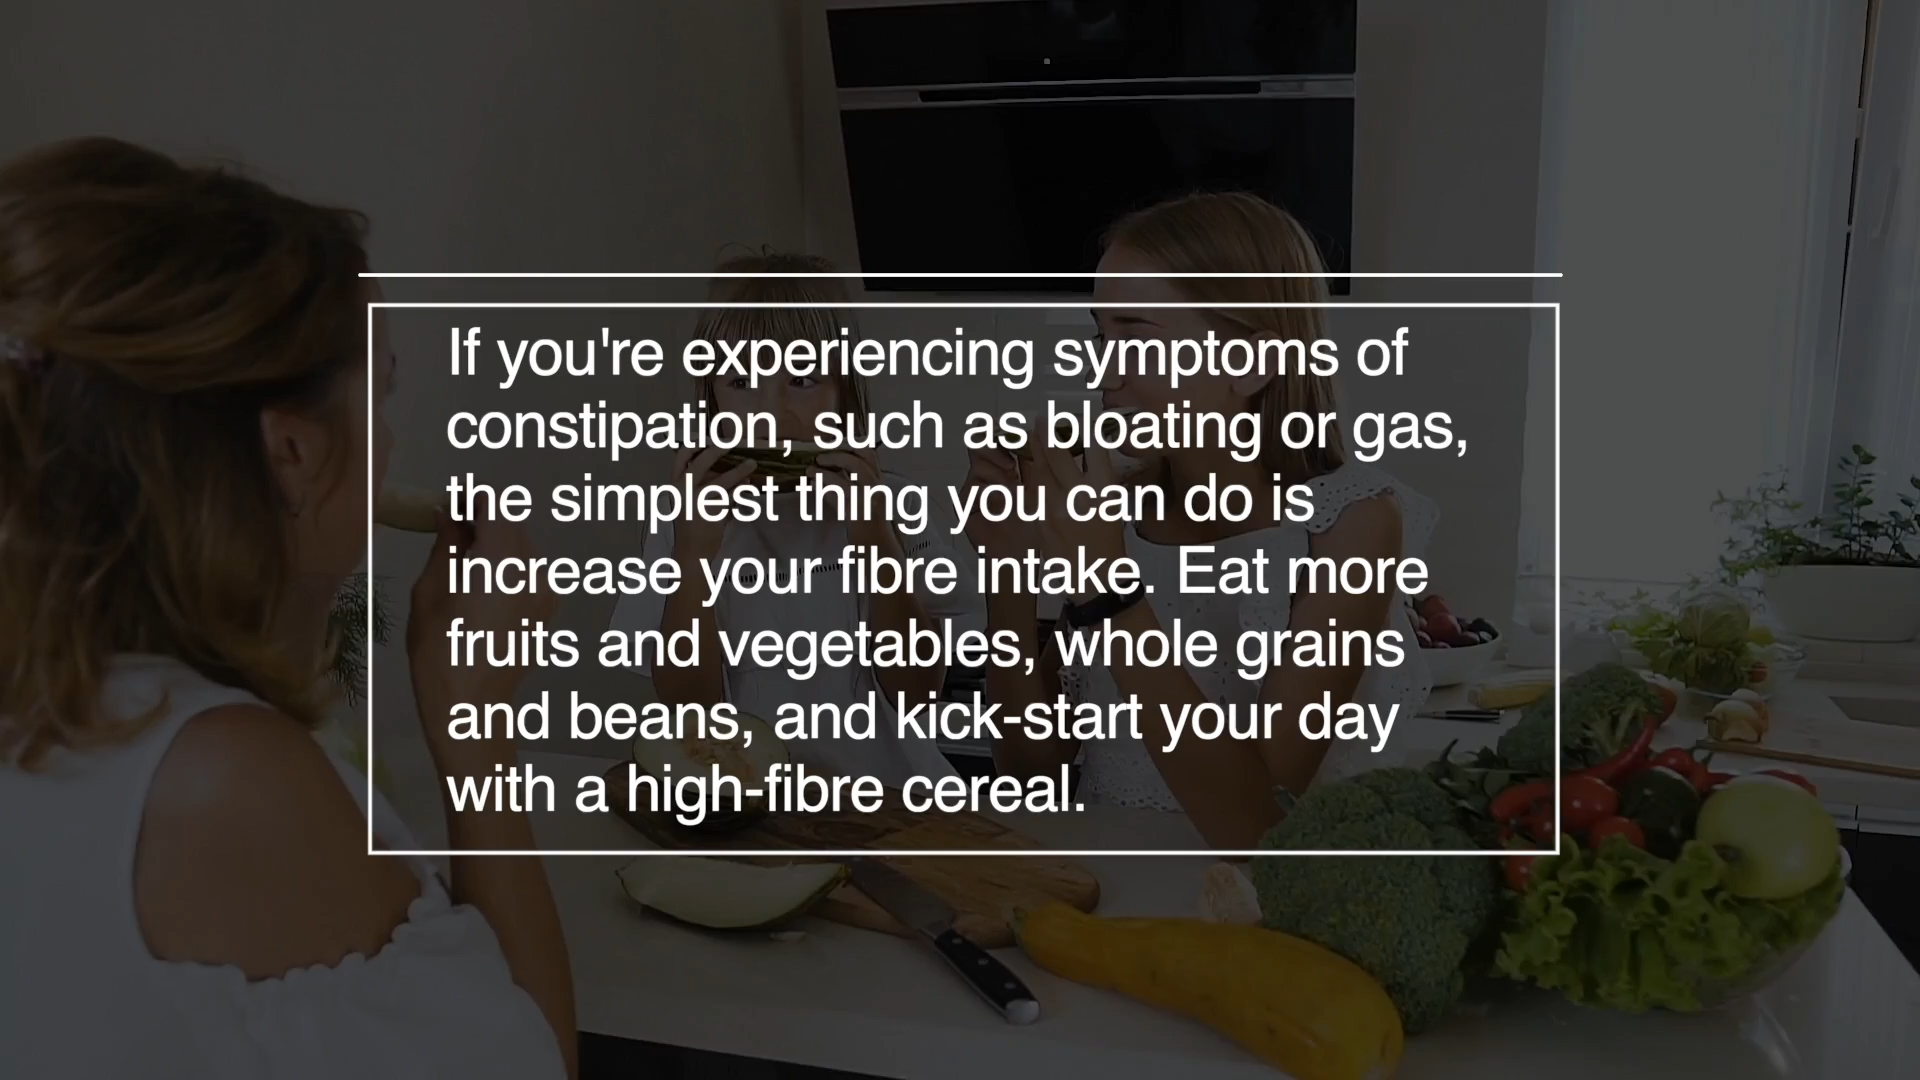 If you're experiencing symptoms of
constipation, such as bloating or gas,
the simplest thing you can do is
increase your fibre intake. Eat more
fruits and vegetables, whole grains
and beans, and kick-start your day
with a high-fibre cereal.